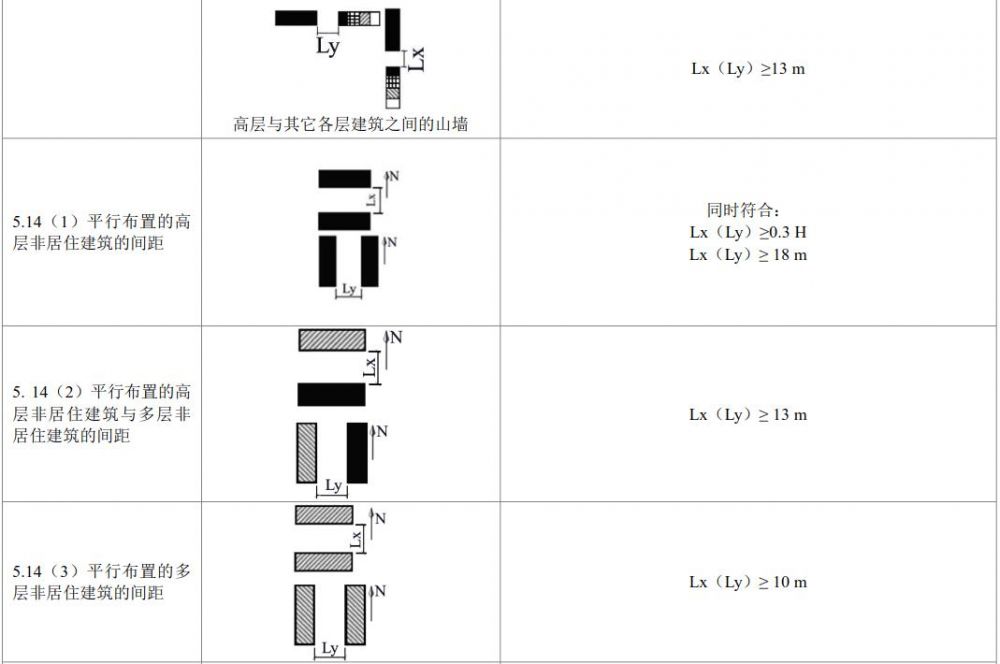 Ly
Lx
高层与其它各层建筑之间的山墙
Lx（Ly）≥13 m
5.14（1）平行布置的高
层非居住建筑的间距
N
Lx
N
Ly
同时符合：
Lx（Ly）≥0.3 H
Lx（Ly）≥ 18 m
5. 14（2）平行布置的高
层非居住建筑与多层非
居住建筑的间距
N
Lx
N
Ly
Lx（Ly）≥ 13 m
5.14（3）平行布置的多
层非居住建筑的间距
N
Lx
N
Ly
Lx（Ly）≥ 10 m